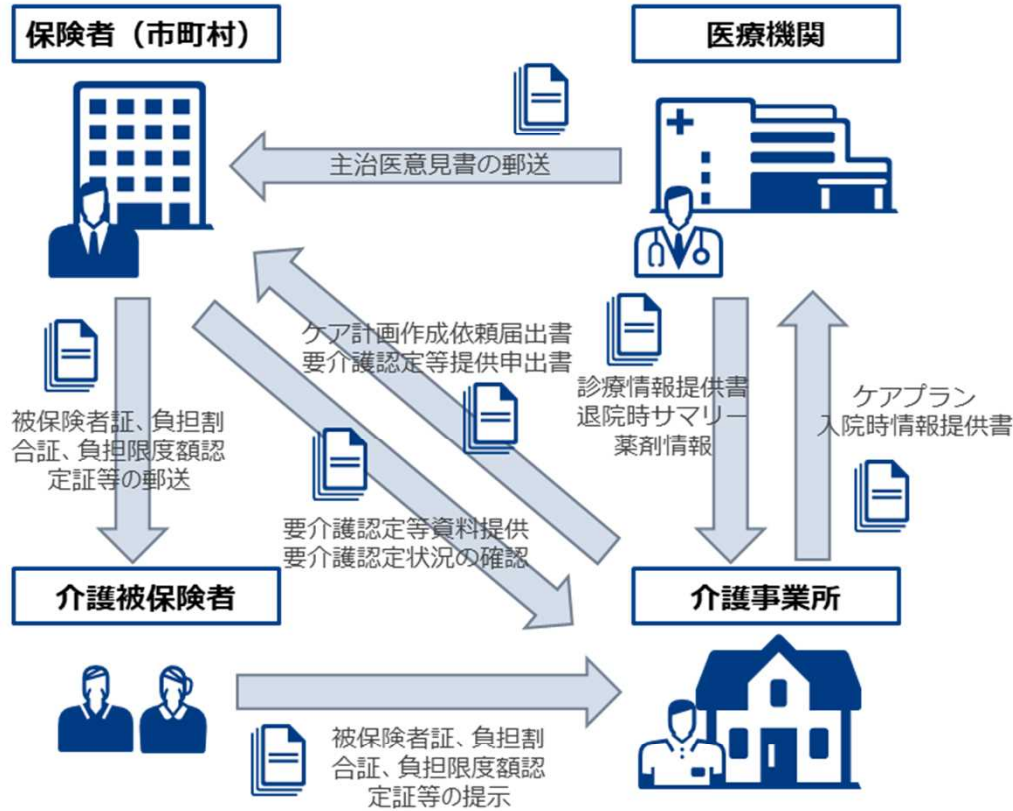 保険者（市町村）
医療機関
主治医意見書の郵送
ケア計画作成依頼届出書
要介護認定等提供申出書
診療情報提供書
退院時サマリー
薬剤情報
ケアプラン
入院時情報提供書
被保険者証、負担割
合証、負担限度額認
定証等の郵送
要介護認定等資料提供
要介護認定状況の確認
介護被保険者
介護事業所
被保険者証、負担割
合証、負担限度額認
定証等の提示